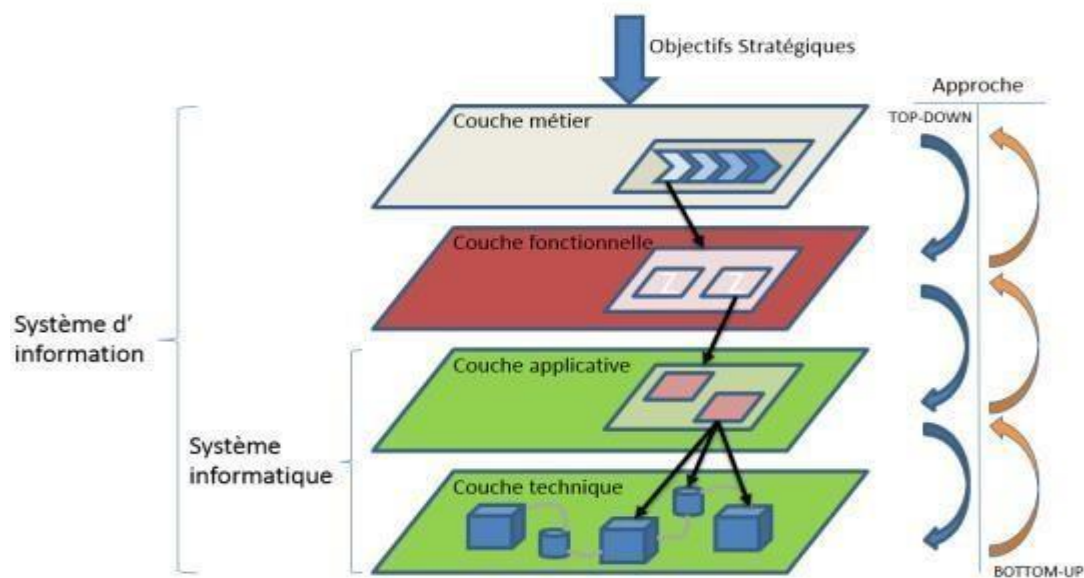 Objectifs Stratégiques
Approche
TOP-DOWN
Couche métier
Couche fonctionnelle
Système d'
information
Couche applicative
Système
informatique
Couche technique
BOTTOM-UP